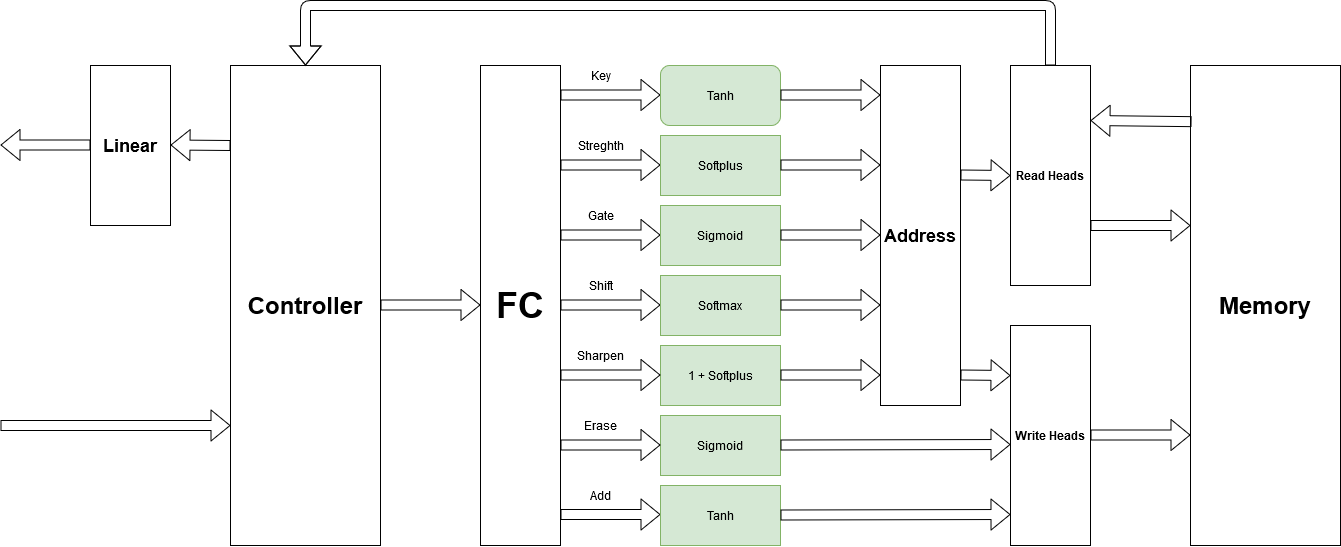 Key
Tanh
Linear
Streghth
Softplus
Read Heads
Gate
Sigmoid
Address
Controller
FC
Shift
Softmax
Memory
Sharpen
1 + Softplus
Erase
Sigmoid
Write Heads
Add
Tanh